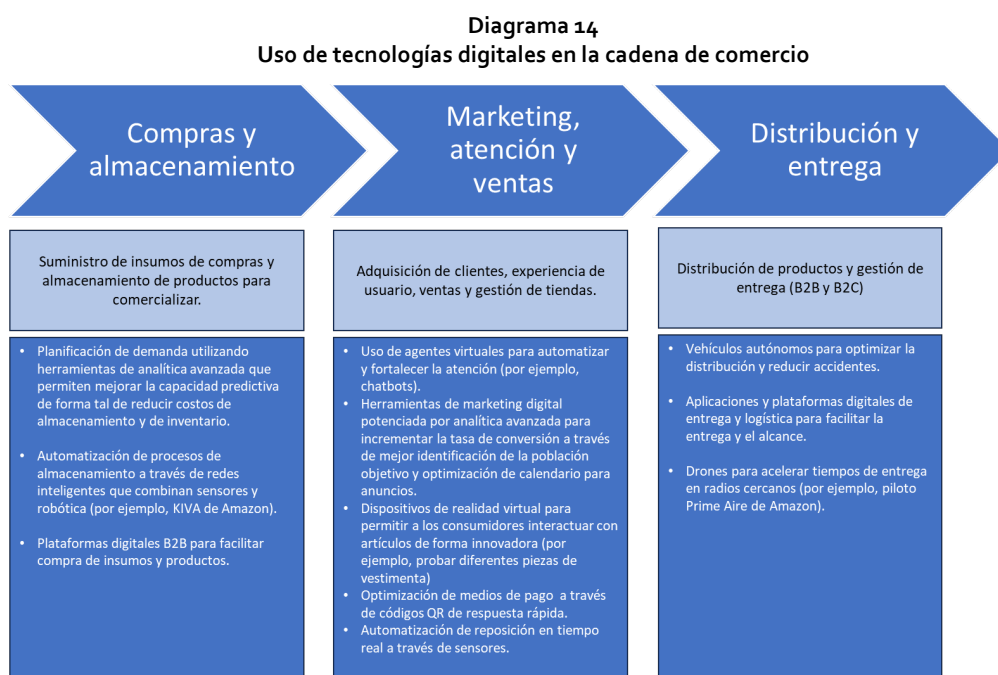 Diagrama 14
Uso de tecnologías digitales en la cadena de comercio
Compras y
almacenamiento
Marketing,
atención y
ventas
Distribución y
entrega
Suministro de insumos de compras y
almacenamiento de productos para
comercializar.
Adquisición de clientes, experiencia de
usuario, ventas y gestión de tiendas.
Distribución de productos y gestión de
entrega (B2B y B2C)
• Planificación de demanda utilizando
herramientas de analítica avanzada que
permiten mejorar la capacidad predictiva
de forma tal de reducir costos de
almacenamiento y de inventario.
• Automatización de procesos de
almacenamiento a través de redes
inteligentes que combinan sensores y
robótica (por ejemplo, KIVA de Amazon).
• Plataformas digitales B2B para facilitar
compra de insumos y productos.
• Uso de agentes virtuales para automatizar
y fortalecer la atención (por ejemplo,
chatbots).
• Herramientas de marketing digital
potenciada por analítica avanzada para
incrementar la tasa de conversión a través
de mejor identificación de la población
objetivo y optimización de calendario para
anuncios.
• Dispositivos de realidad virtual para
permitir a los consumidores interactuar con
artículos de forma innovadora (por
ejemplo, probar diferentes piezas de
vestimenta)
• Optimización de medios de pago a través
de códigos QR de respuesta rápida.
• Automatización de reposición en tiempo
real a través de sensores.
• Vehículos autónomos para optimizar la
distribución y reducir accidentes.
• Aplicaciones y plataformas digitales de
entrega y logística para facilitar la
entrega y el alcance.
• Drones para acelerar tiempos de entrega
en radios cercanos (por ejemplo, piloto
Prime Aire de Amazon).